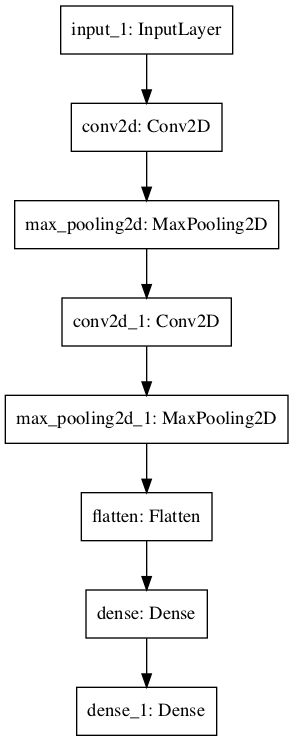 input_1: InputLayer
conv2d: Conv2D
max_pooling2d: MaxPooling2D
conv2d_1: Conv2D
max_pooling2d_1: MaxPooling2D
flatten: Flatten
dense: Dense
dense_1: Dense